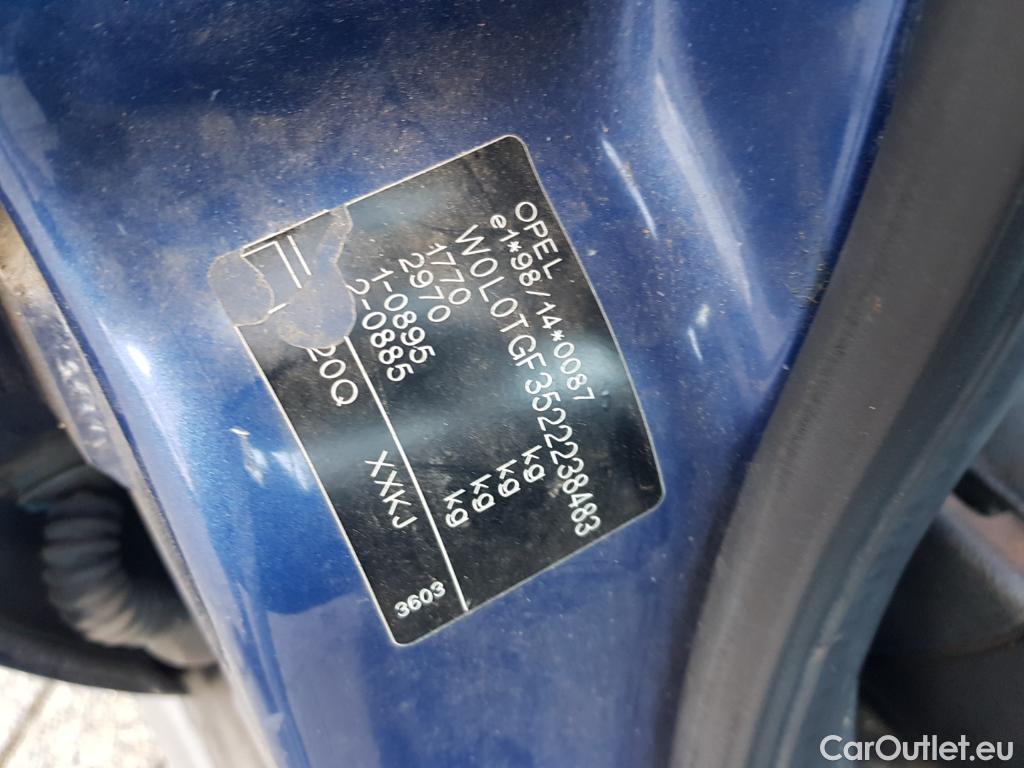 OPEL
e1*98/14*0087
W0L0TGF3522238483
1770 kg
2970 kg
1-0895 kg
2-0885 kg
20Q XXKJ
3603
CarOutlet.eu